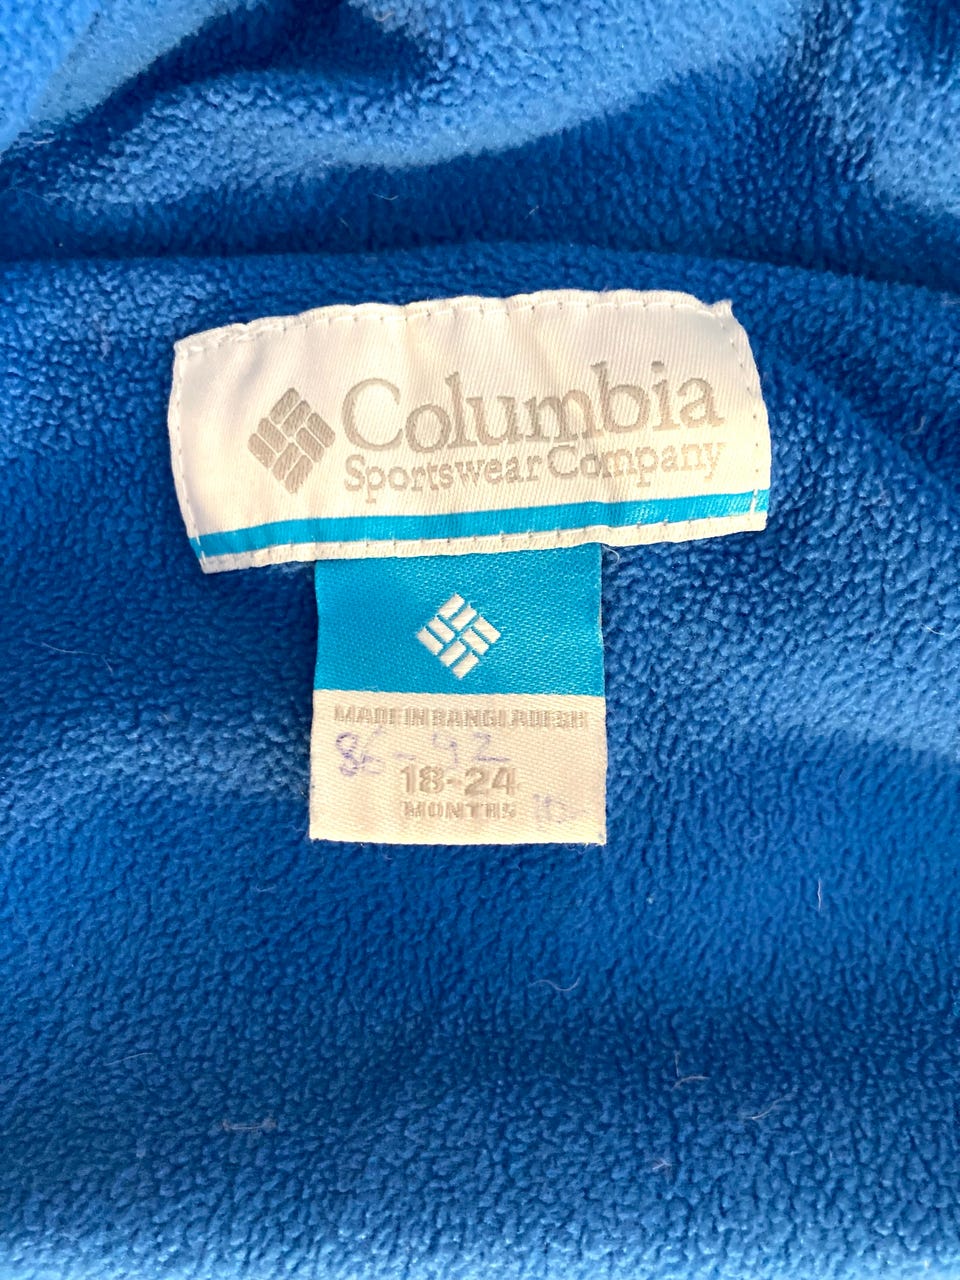 Columbia
Sportswear Company
MADE IN BANGLADESH
86-92
18-24
MONTHS